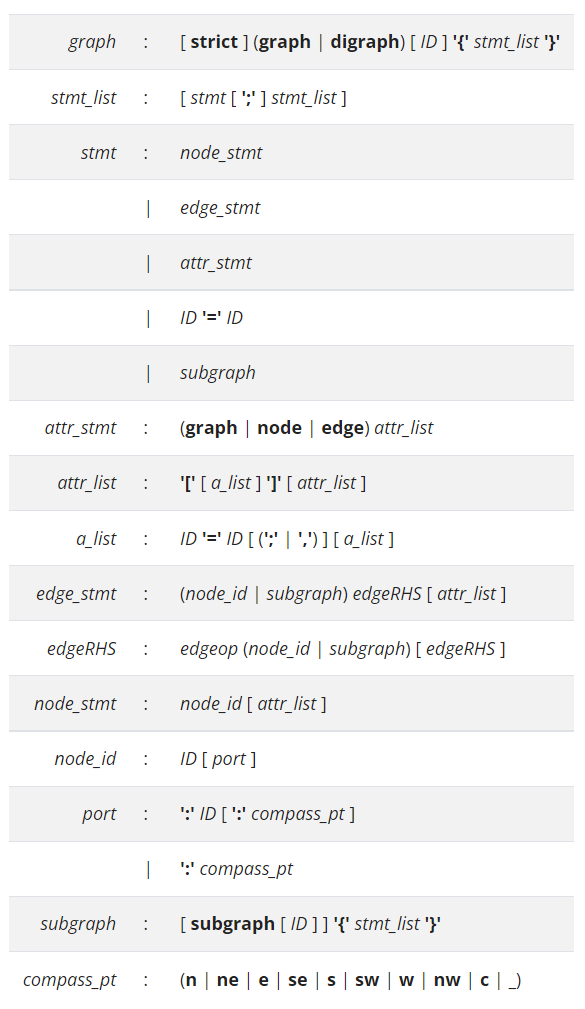 graph : [ strict ] (graph | digraph) [ ID ] '{' stmt_list '}'
stmt_list : [ stmt [ ';' ] stmt_list ]
stmt : node_stmt
| edge_stmt
| attr_stmt
| ID '=' ID
| subgraph
attr_stmt : (graph | node | edge) attr_list
attr_list : '[' [ a_list ] ']' [ attr_list ]
a_list : ID '=' ID [ (';' | ',') ] [ a_list ]
edge_stmt : (node_id | subgraph) edgeRHS [ attr_list ]
edgeRHS : edgeop (node_id | subgraph) [ edgeRHS ]
node_stmt : node_id [ attr_list ]
node_id : ID [ port ]
port : ':' ID [ ':' compass_pt ]
| ':' compass_pt
subgraph : [ subgraph [ ID ] ] '{' stmt_list '}'
compass_pt : (n | ne | e | se | s | sw | w | nw | c | _)